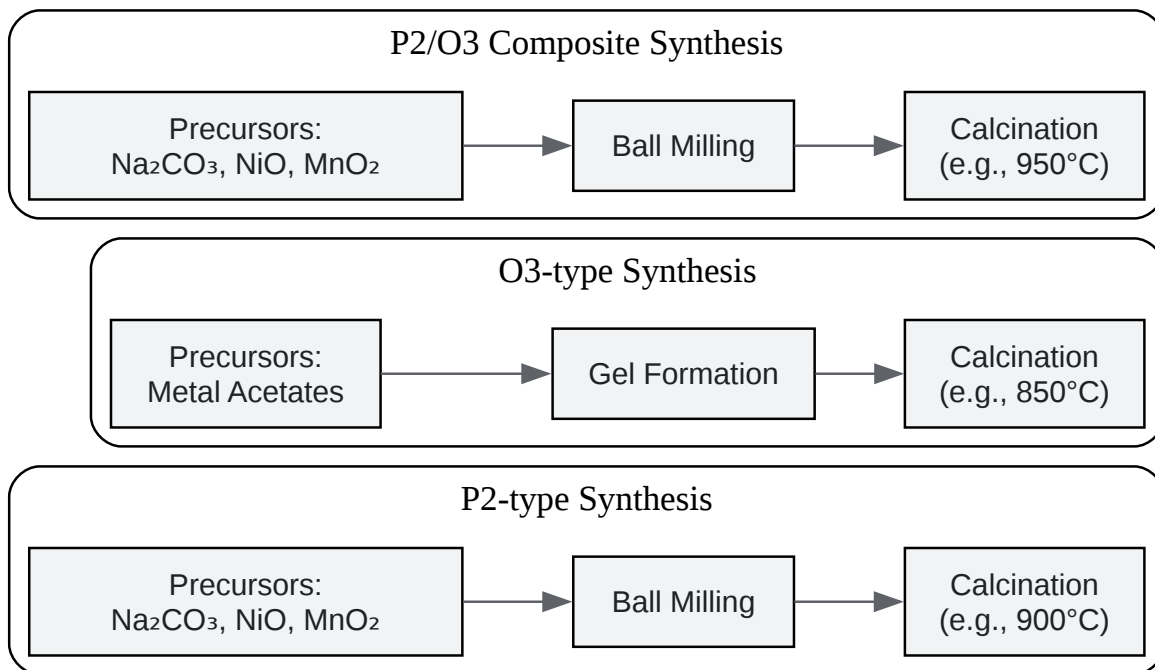 P2/O3 Composite Synthesis
Precursors:
Na₂CO₃, NiO, MnO₂
Ball Milling
Calcination
(e.g., 950°C)
O3-type Synthesis
Precursors:
Metal Acetates
Gel Formation
Calcination
(e.g., 850°C)
P2-type Synthesis
Precursors:
Na₂CO₃, NiO, MnO₂
Ball Milling
Calcination
(e.g., 900°C)